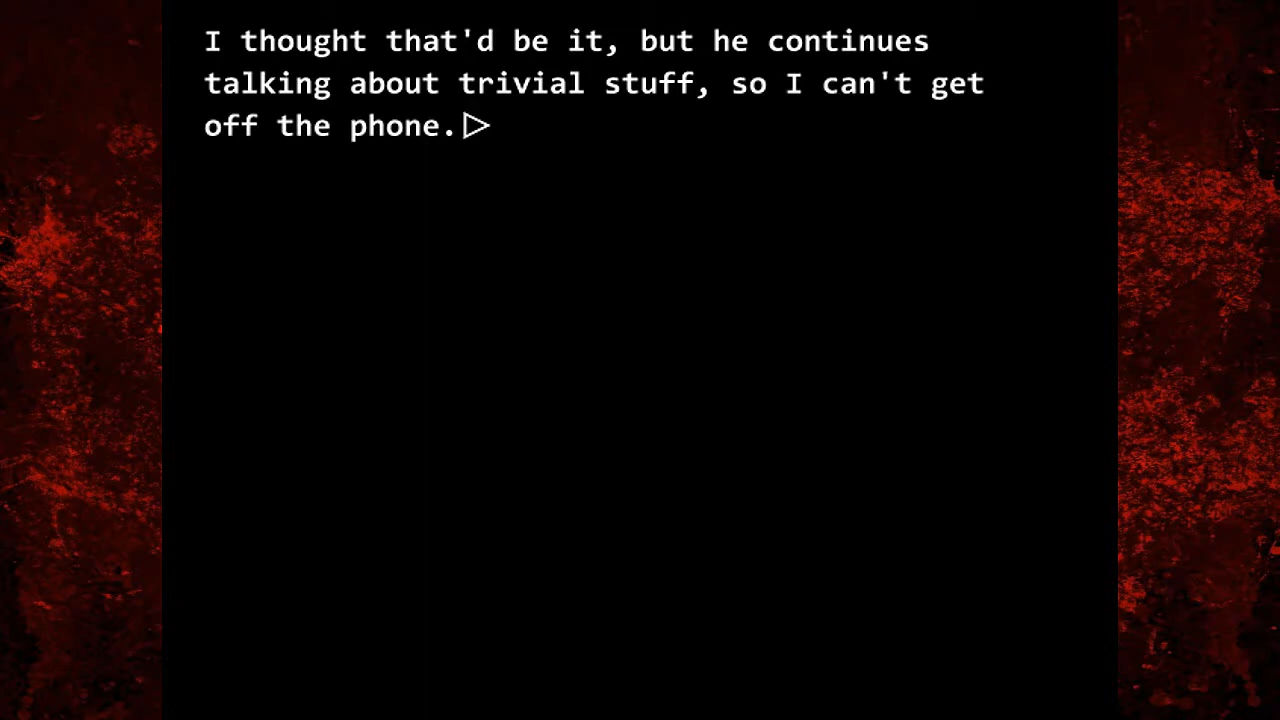 I thought that'd be it, but he continues
talking about trivial stuff, so I can't get
off the phone.